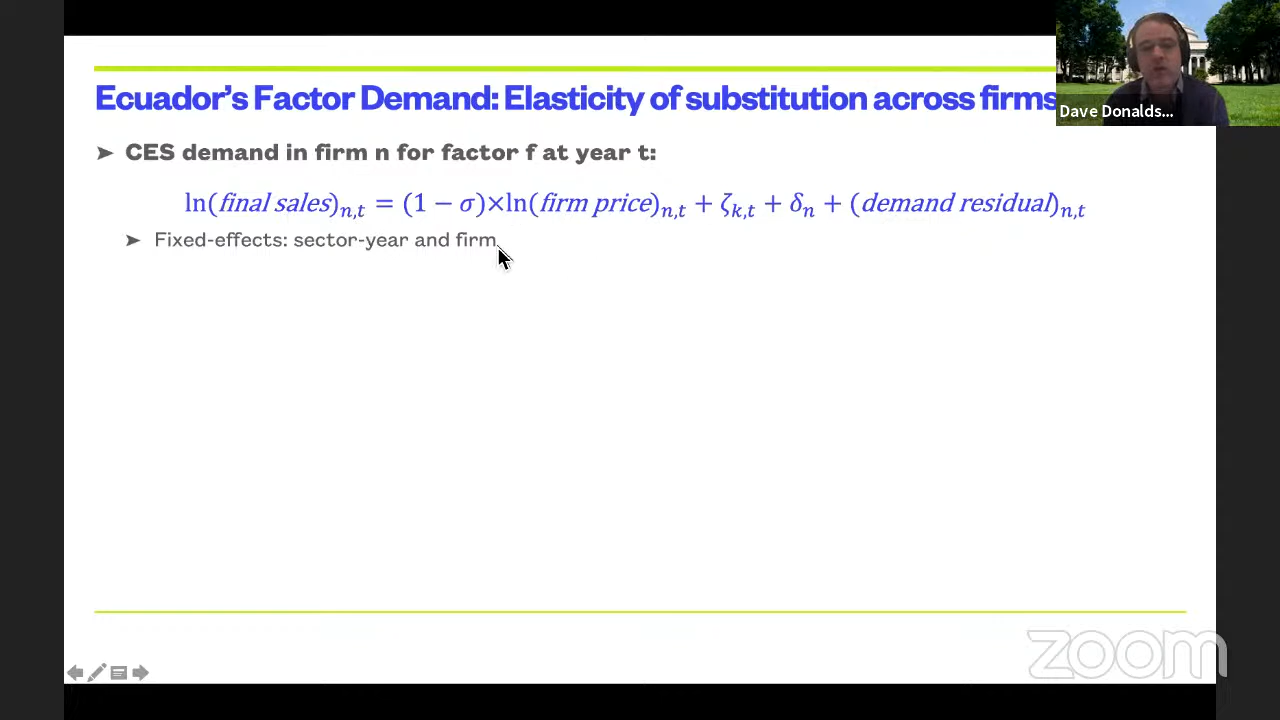 Ecuador's Factor Demand: Elasticity of substitution across firms
Dave Donalds...
➤ CES demand in firm n for factor f at year t:
ln(final sales)n,t = (1 − σ)×ln(firm price)n,t + ζk,t + δn + (demand residual)n,t
➤ Fixed-effects: sector-year and firm
zoom